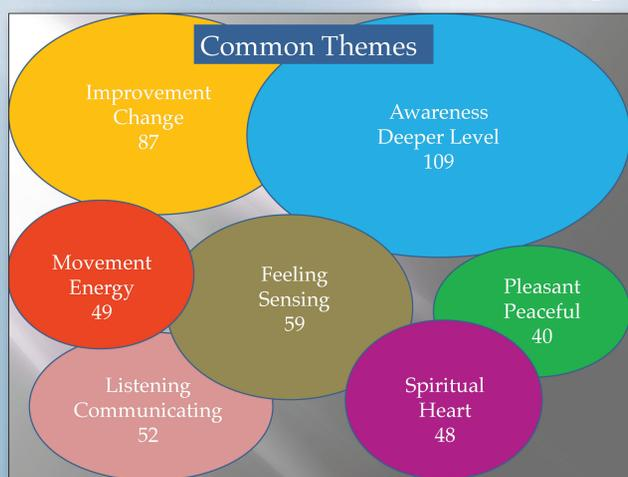 Common Themes
Improvement
Change
87
Awareness
Deeper Level
109
Movement
Energy
49
Feeling
Sensing
59
Pleasant
Peaceful
40
Listening
Communicating
52
Spiritual
Heart
48